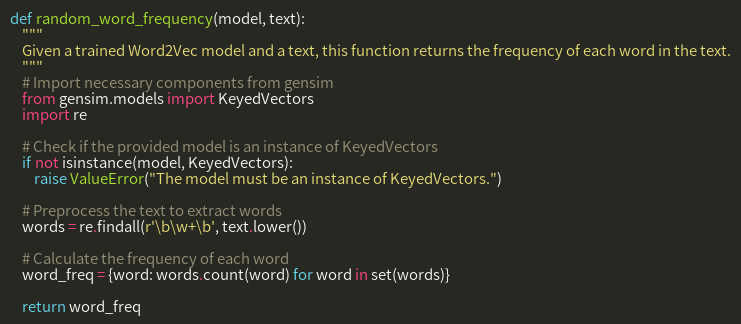 def random_word_frequency(model, text):
    """
    Given a trained Word2Vec model and a text, this function returns the frequency of each word in the text.
    """
    # Import necessary components from gensim
    from gensim.models import KeyedVectors
    import re

    # Check if the provided model is an instance of KeyedVectors
    if not isinstance(model, KeyedVectors):
        raise ValueError("The model must be an instance of KeyedVectors.")

    # Preprocess the text to extract words
    words = re.findall(r'\b\w+\b', text.lower())

    # Calculate the frequency of each word
    word_freq = {word: words.count(word) for word in set(words)}

    return word_freq